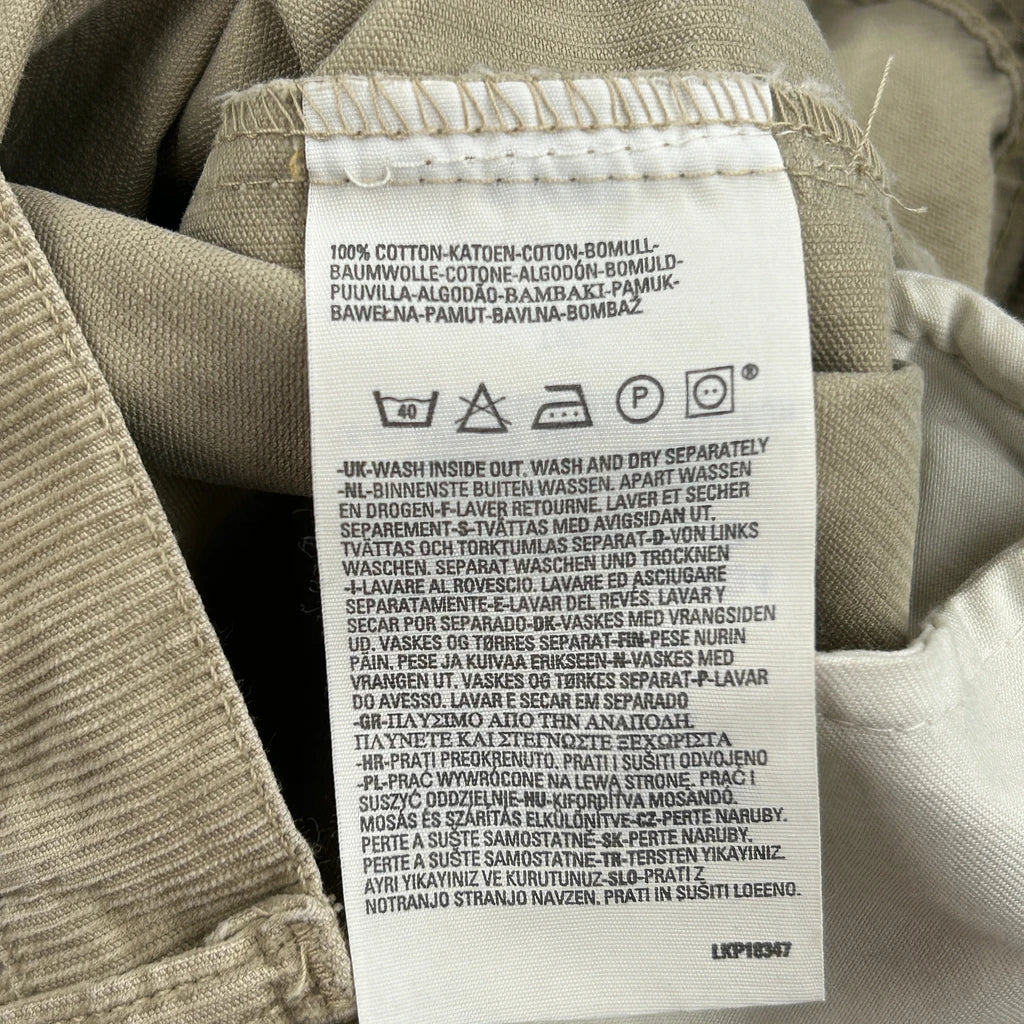 100% COTTON-KATOEN-COTON-BOMULL-
BAUMWOLLE-COTONE-ALGODÓN-BOMULD-
PUUVILLA-ALGODÃO-BAMBAKI-PAMUK-
BAWEŁNA-PAMUT-BAVLNA-BOMBAŽ
40 P ®
-UK-WASH INSIDE OUT. WASH AND DRY SEPARATELY
-NL-BINNENSTE BUITEN WASSEN. APART WASSEN
EN DROGEN-F-LAVER RETOURNE. LAVER ET SECHER
SEPAREMENT-S-TVÄTTAS MED AVIGSIDAN UT.
TVÄTTAS OCH TORKTUMLAS SEPARAT-D-VON LINKS
WASCHEN. SEPARAT WASCHEN UND TROCKNEN
-I-LAVARE AL ROVESCIO. LAVARE ED ASCIUGARE
SEPARATAMENTE-E-LAVAR DEL REVÉS. LAVAR Y
SECAR POR SEPARADO-DK-VASKES MED VRANGSIDEN
UD. VASKES OG TØRRES SEPARAT-FIN-PESE NURIN
PÄIN. PESE JA KUIVAA ERIKSEEN-N-VASKES MED
VRANGEN UT. VASKES OG TØRKES SEPARAT-P-LAVAR
DO AVESSO. LAVAR E SECAR EM SEPARADO
-GR-ΠΛΥΣΙΜΟ ΑΠΟ ΤΗΝ ΑΝΑΠΟΔΗ.
ΠΛΥΝΕΤΕ ΚΑΙ ΣΤΕΓΝΩΣΤΕ ΞΕΧΩΡΙΣΤΑ
-HR-PRATI PREOKRENUTO. PRATI I SUŠITI ODVOJENO
-PL-PRAĆ WYWRÓCONE NA LEWĄ STRONĘ. PRAĆ I
SUSZYĆ ODDZIELNIE-HU-KIFORDÍTVA MOSANDÓ.
MOSÁS ÉS SZÁRÍTÁS ELKÜLÖNÍTVE-CZ-PERTE NARUBY.
PERTE A SUŠTE SAMOSTATNĚ-SK-PERTE NARUBY.
PERTE A SUŠTE SAMOSTATNE-TR-TERSTEN YIKAYINIZ.
AYRI YIKAYINIZ VE KURUTUNUZ-SLO-PRATI Z
NOTRANJO STRANJO NAVZEN. PRATI IN SUŠITI LOEENO.
LKP18347